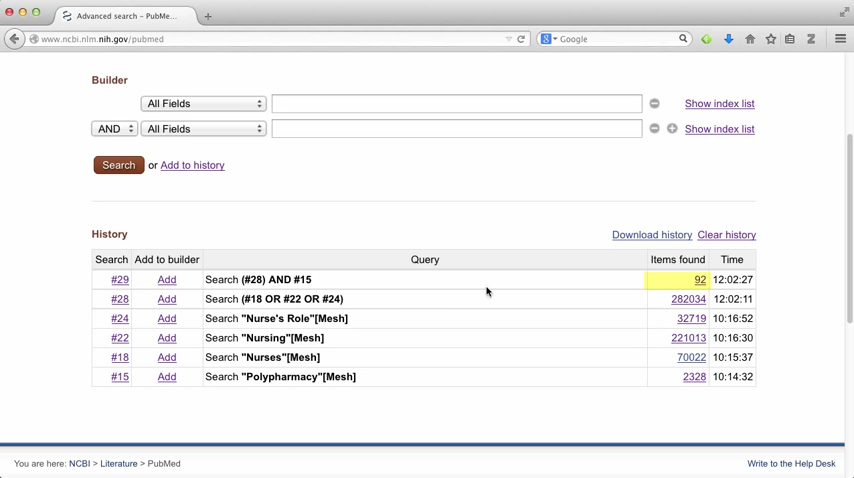 Advanced search – PubMe...
www.ncbi.nlm.nih.gov/pubmed
Google
Builder
All Fields
Show index list
AND All Fields
Show index list
Search or Add to history
History
Download history Clear history
Search Add to builder Query Items found Time
#29 Add Search (#28) AND #15 92 12:02:27
#28 Add Search (#18 OR #22 OR #24) 282034 12:02:11
#24 Add Search "Nurse's Role"[Mesh] 32719 10:16:52
#22 Add Search "Nursing"[Mesh] 221013 10:16:30
#18 Add Search "Nurses"[Mesh] 70022 10:15:37
#15 Add Search "Polypharmacy"[Mesh] 2328 10:14:32
You are here: NCBI > Literature > PubMed
Write to the Help Desk